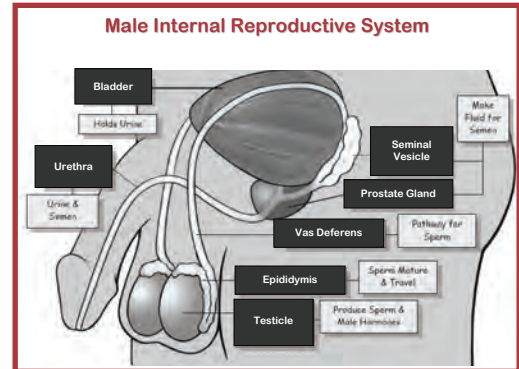 Male Internal Reproductive System
Bladder
Holds Urine
Make
Fluid for
Semen
Seminal
Vesicle
Urethra
Prostate Gland
Urine &
Semen
Vas Deferens
Pathway for
Sperm
Epididymis
Sperm Mature
& Travel
Testicle
Produce Sperm &
Male Hormones